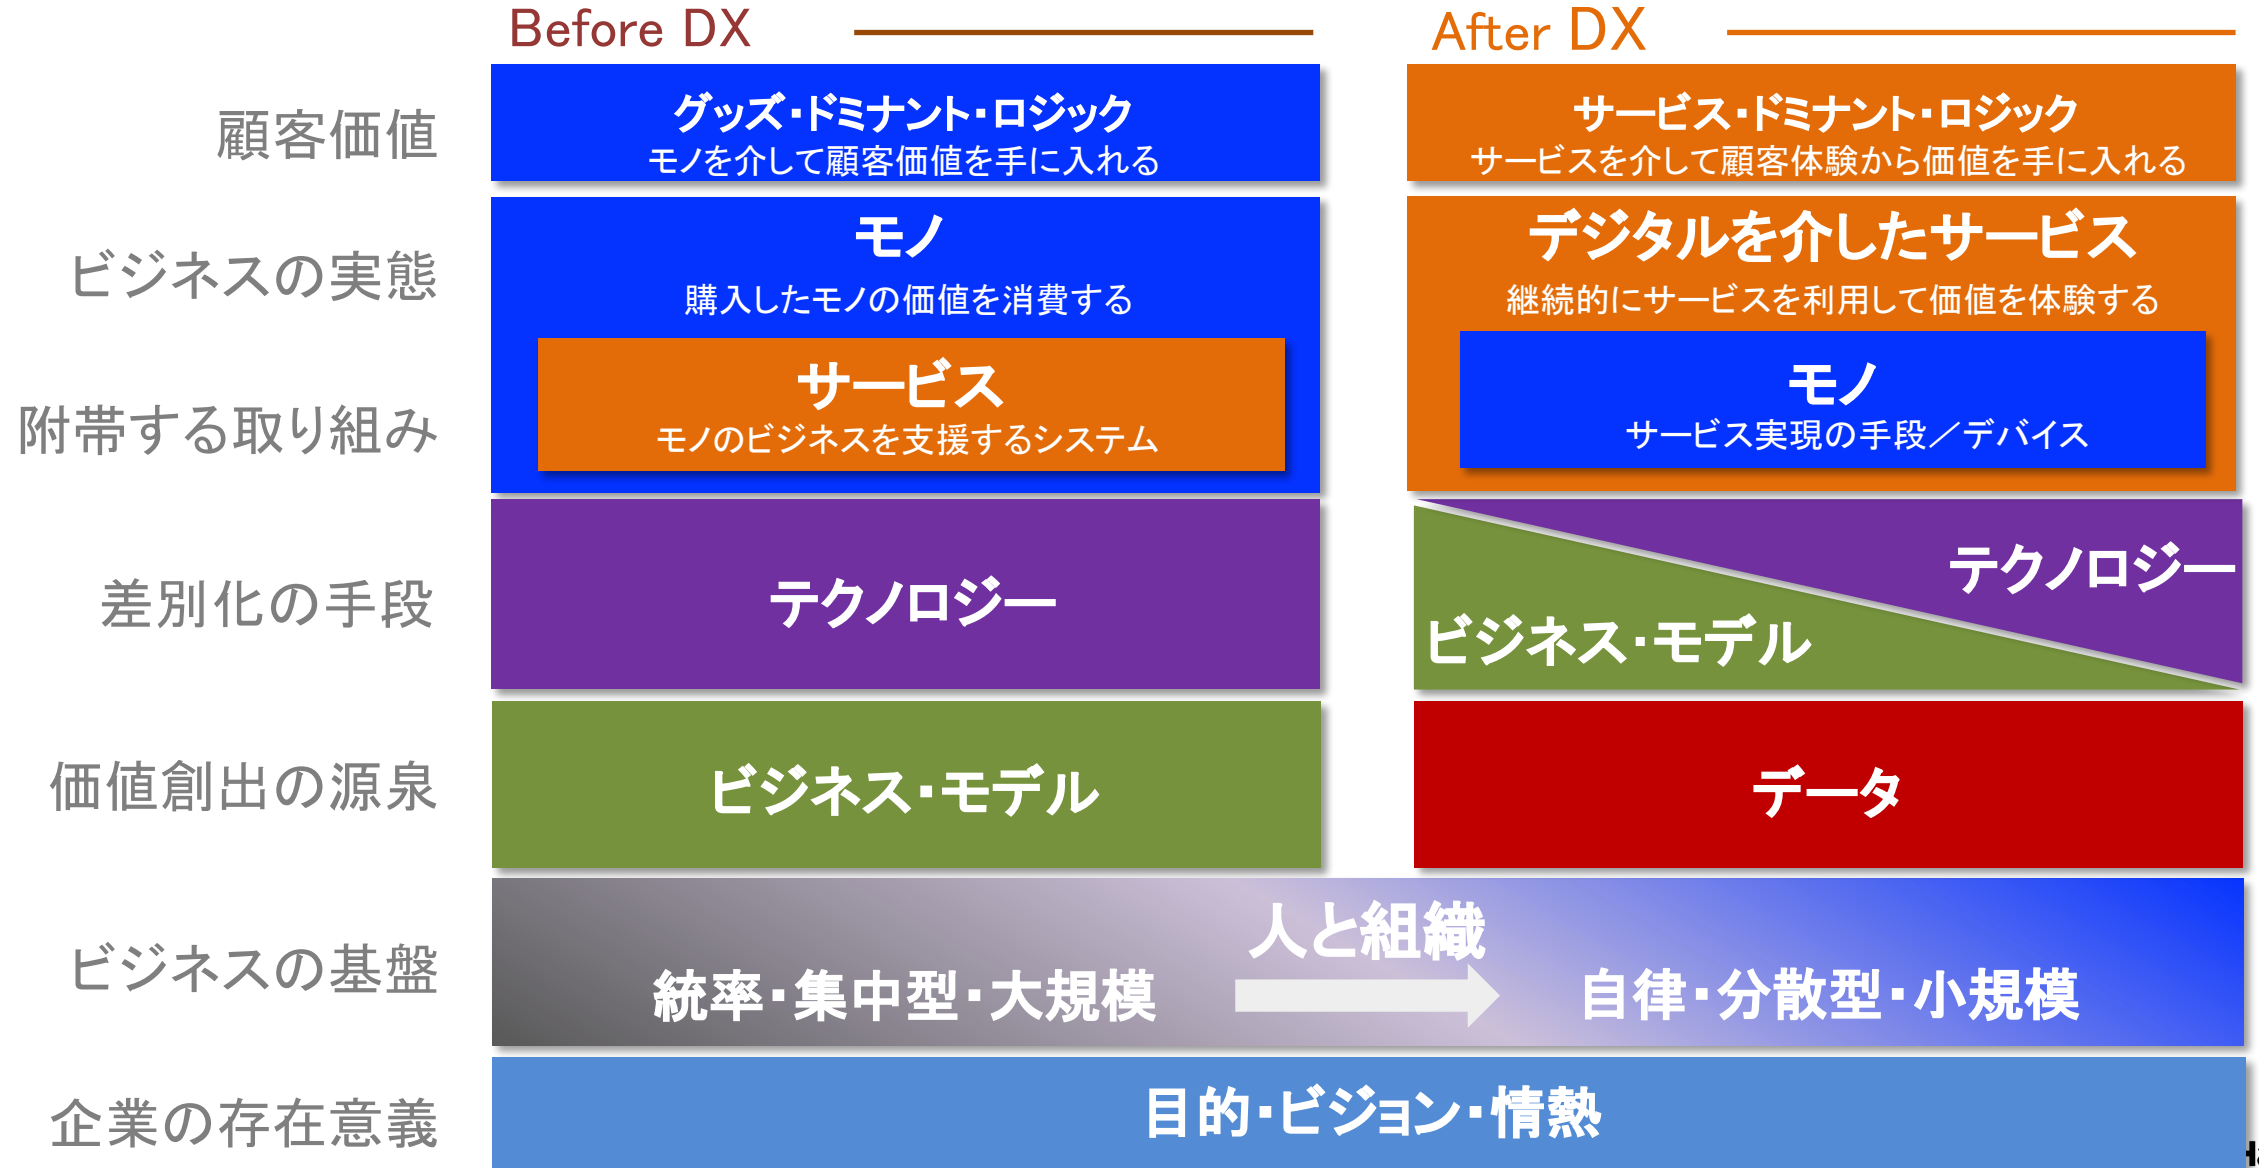 Before DX
After DX
顧客価値
グッズ・ドミナント・ロジック
モノを介して顧客価値を手に入れる
サービス・ドミナント・ロジック
サービスを介して顧客体験から価値を手に入れる
ビジネスの実態
モノ
購入したモノの価値を消費する
デジタルを介したサービス
継続的にサービスを利用して価値を体験する
附帯する取り組み
サービス
モノのビジネスを支援するシステム
モノ
サービス実現の手段／デバイス
差別化の手段
テクノロジー
テクノロジー
ビジネス・モデル
価値創出の源泉
ビジネス・モデル
データ
ビジネスの基盤
人と組織
統率・集中型・大規模
自律・分散型・小規模
企業の存在意義
目的・ビジョン・情熱